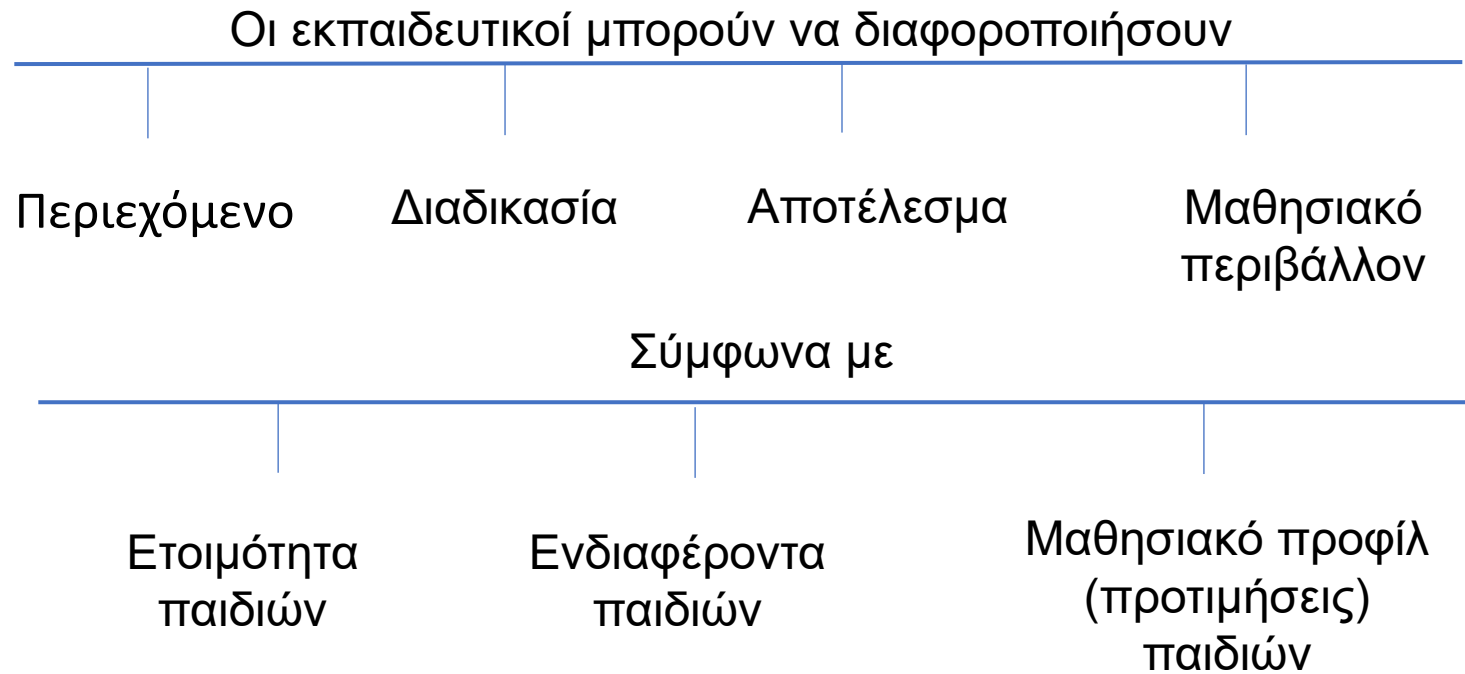 Οι εκπαιδευτικοί μπορούν να διαφοροποιήσουν
Περιεχόμενο
Διαδικασία
Αποτέλεσμα
Μαθησιακό
περιβάλλον
Σύμφωνα με
Ετοιμότητα
παιδιών
Ενδιαφέροντα
παιδιών
Μαθησιακό προφίλ
(προτιμήσεις)
παιδιών